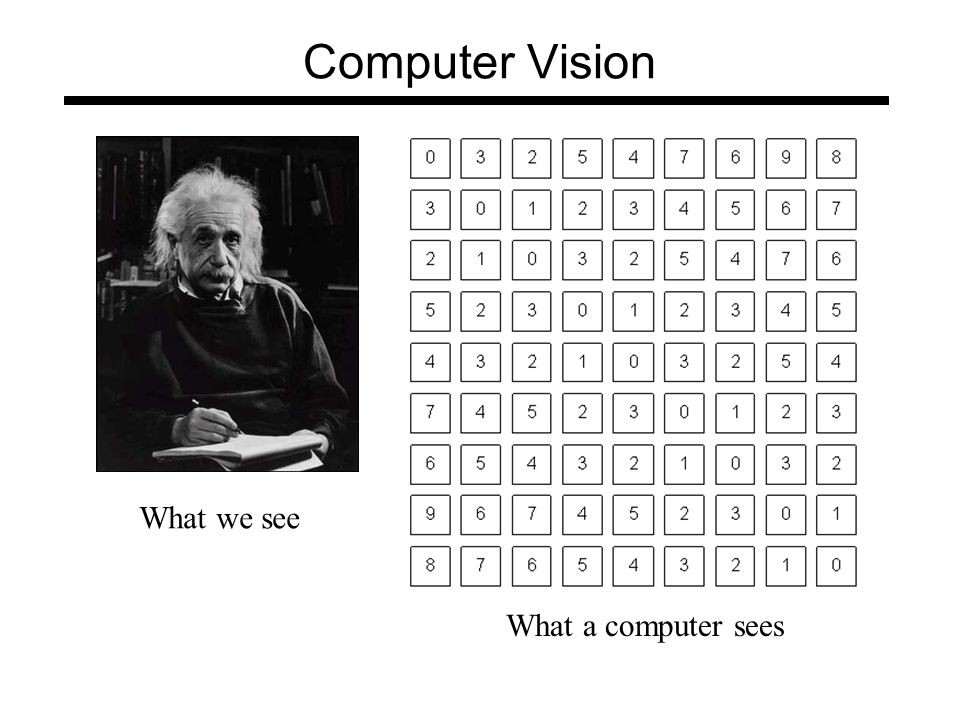 Computer Vision
0 3 2 5 4 7 6 9 8
3 0 1 2 3 4 5 6 7
2 1 0 3 2 5 4 7 6
5 2 3 0 1 2 3 4 5
4 3 2 1 0 3 2 5 4
7 4 5 2 3 0 1 2 3
6 5 4 3 2 1 0 3 2
9 6 7 4 5 2 3 0 1
8 7 6 5 4 3 2 1 0
What we see
What a computer sees